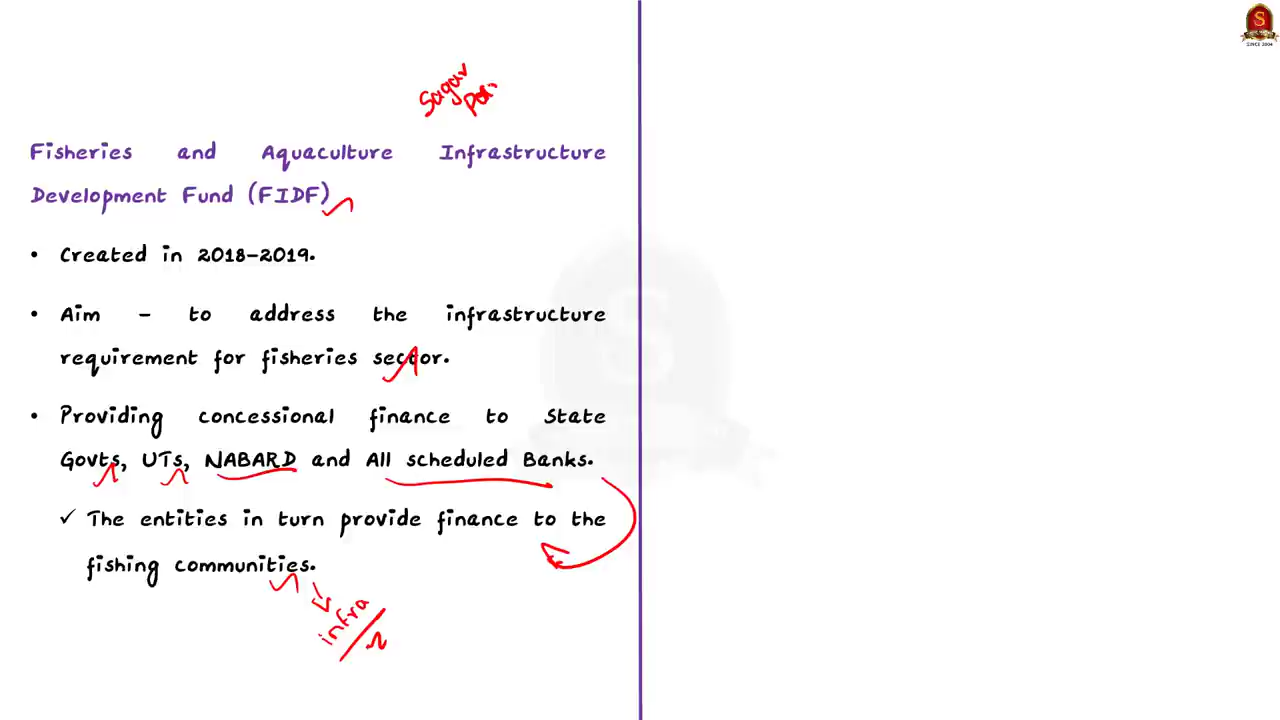 Sagar
Fisheries and Aquaculture Infrastructure
Development Fund (FIDF)
• Created in 2018-2019.
• Aim - to address the infrastructure
requirement for fisheries sector.
• Providing concessional finance to State
Govts, UTs, NABARD and All scheduled Banks.
✓ The entities in turn provide finance to the
fishing communities.
infra/
S
SINCE 2004